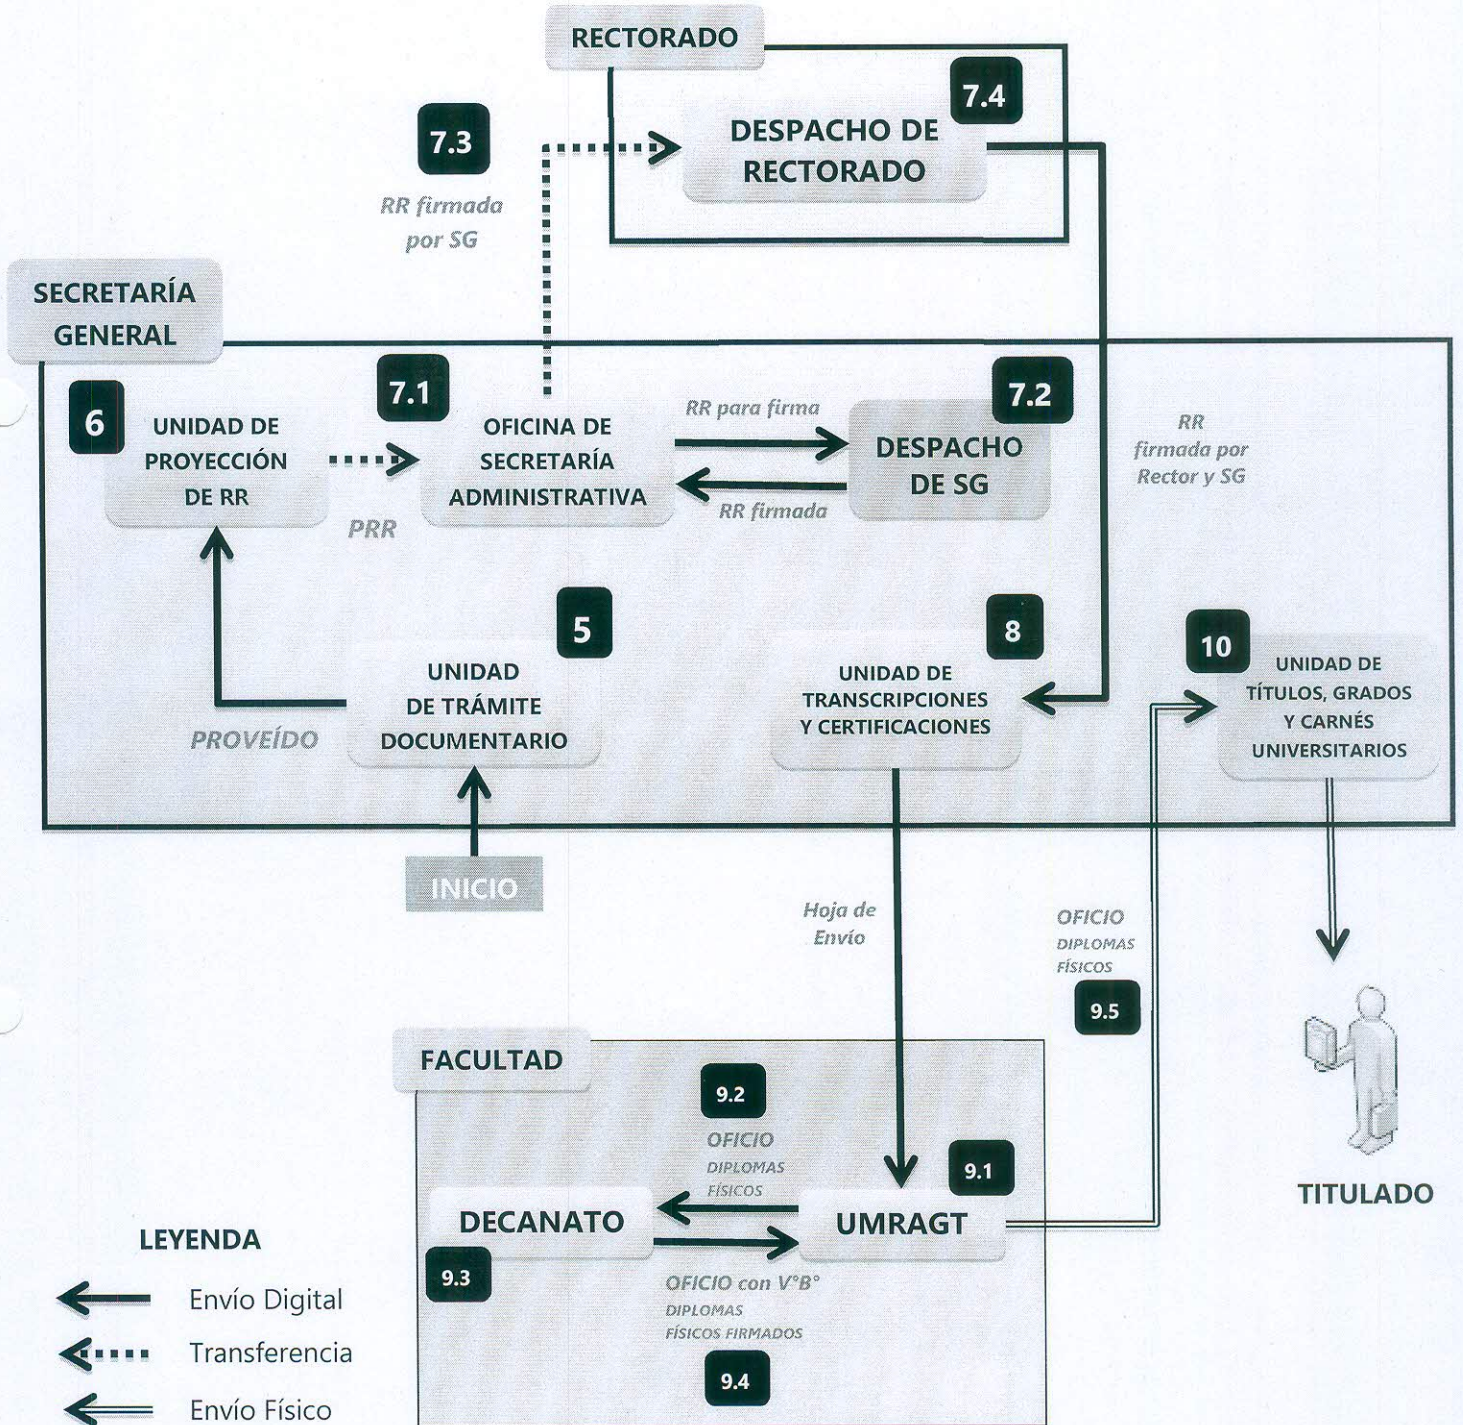 RECTORADO
7.4
DESPACHO DE
RECTORADO
7.3
RR firmada
por SG
SECRETARÍA
GENERAL
6
UNIDAD DE
PROYECCIÓN
DE RR
PRR
7.1
OFICINA DE
SECRETARÍA
ADMINISTRATIVA
RR para firma
RR firmada
7.2
DESPACHO
DE SG
RR
firmada por
Rector y SG
5
UNIDAD
DE TRÁMITE
DOCUMENTARIO
PROVEÍDO
8
UNIDAD DE
TRANSCRIPCIONES
Y CERTIFICACIONES
10
UNIDAD DE
TÍTULOS, GRADOS
Y CARNÉS
UNIVERSITARIOS
INICIO
Hoja de
Envío
OFICIO
DIPLOMAS
FÍSICOS
9.5
FACULTAD
9.2
OFICIO
DIPLOMAS
FÍSICOS
9.1
DECANATO
UMRAGT
9.3
OFICIO con V°B°
DIPLOMAS
FÍSICOS FIRMADOS
9.4
TITULADO
LEYENDA
Envío Digital
Transferencia
Envío Físico